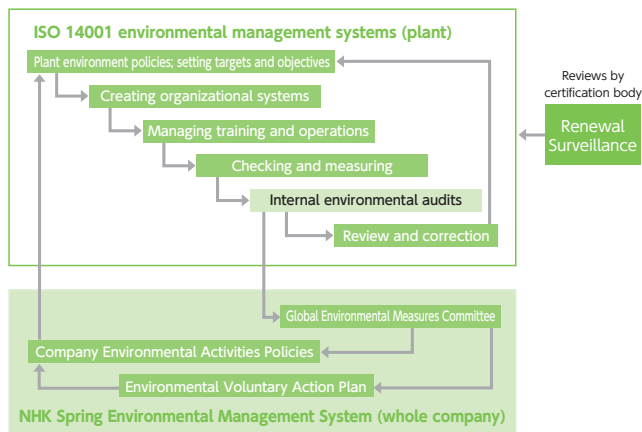 ISO 14001 environmental management systems (plant)
Plant environment policies; setting targets and objectives
Creating organizational systems
Managing training and operations
Checking and measuring
Internal environmental audits
Review and correction
Reviews by
certification body
Renewal
Surveillance
Global Environmental Measures Committee
Company Environmental Activities Policies
Environmental Voluntary Action Plan
NHK Spring Environmental Management System (whole company)